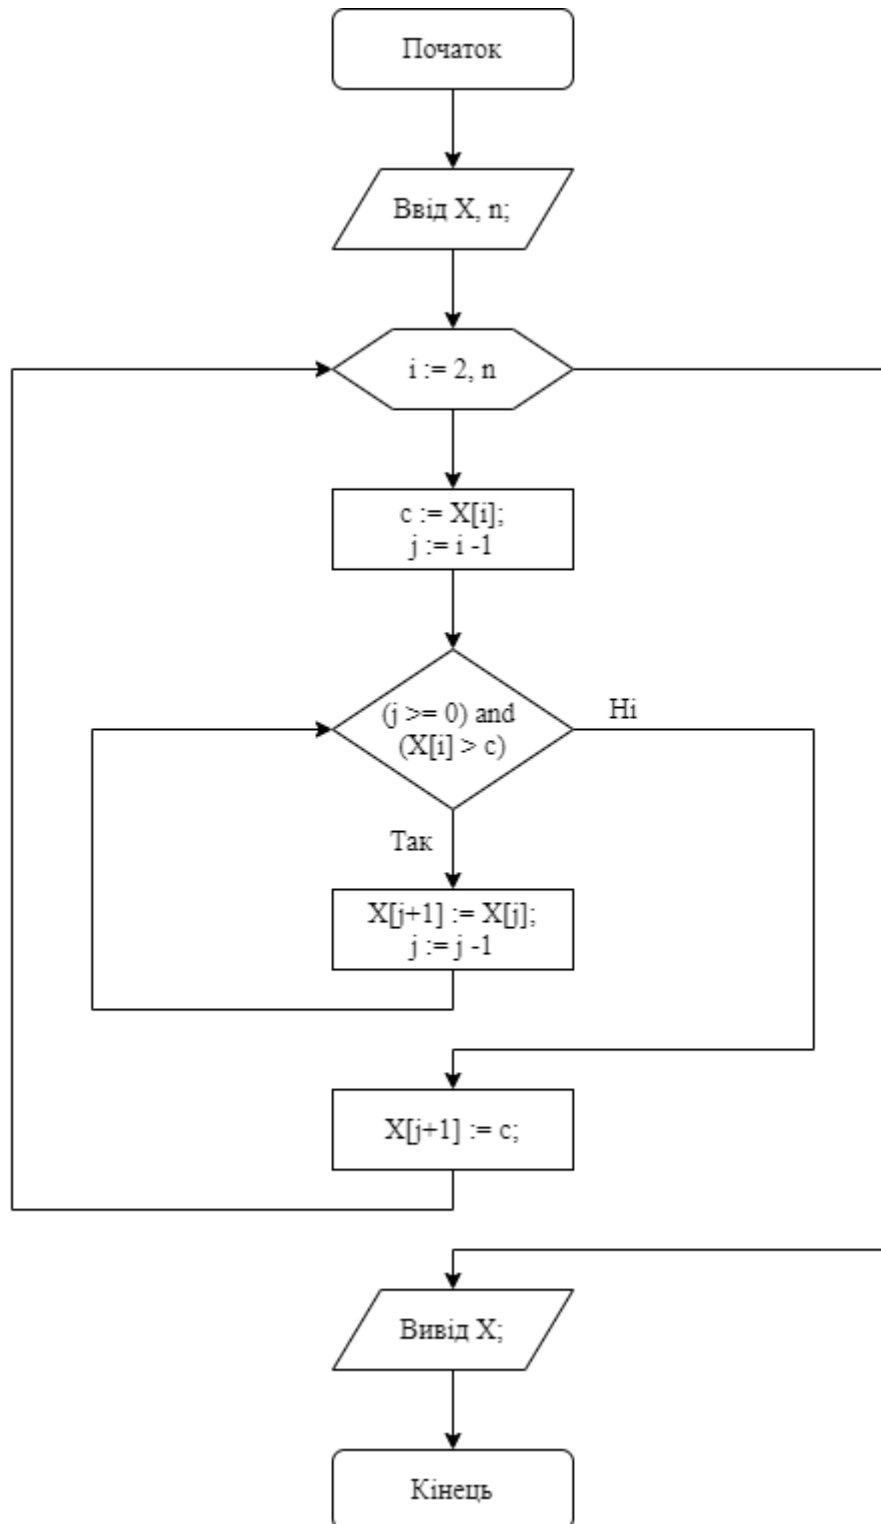 Початок
Ввід X, n;
i := 2, n
c := X[i];
j := i -1
(j >= 0) and
(X[i] > c)
Ні
Так
X[j+1] := X[j];
j := j -1
X[j+1] := c;
Вивід X;
Кінець